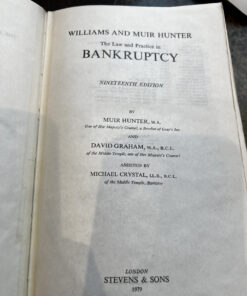 WILLIAMS AND MUIR HUNTER
The Law and Practice in
BANKRUPTCY
NINETEENTH EDITION
BY
MUIR HUNTER, M.A.
One of Her Majesty's Counsel, a Bencher of Gray's Inn
AND
DAVID GRAHAM, M.A., B.C.L.
of the Middle Temple, one of Her Majesty's Counsel
ASSISTED BY
MICHAEL CRYSTAL, LL.B., B.C.L.
of the Middle Temple, Barrister
LONDON
STEVENS & SONS
1979